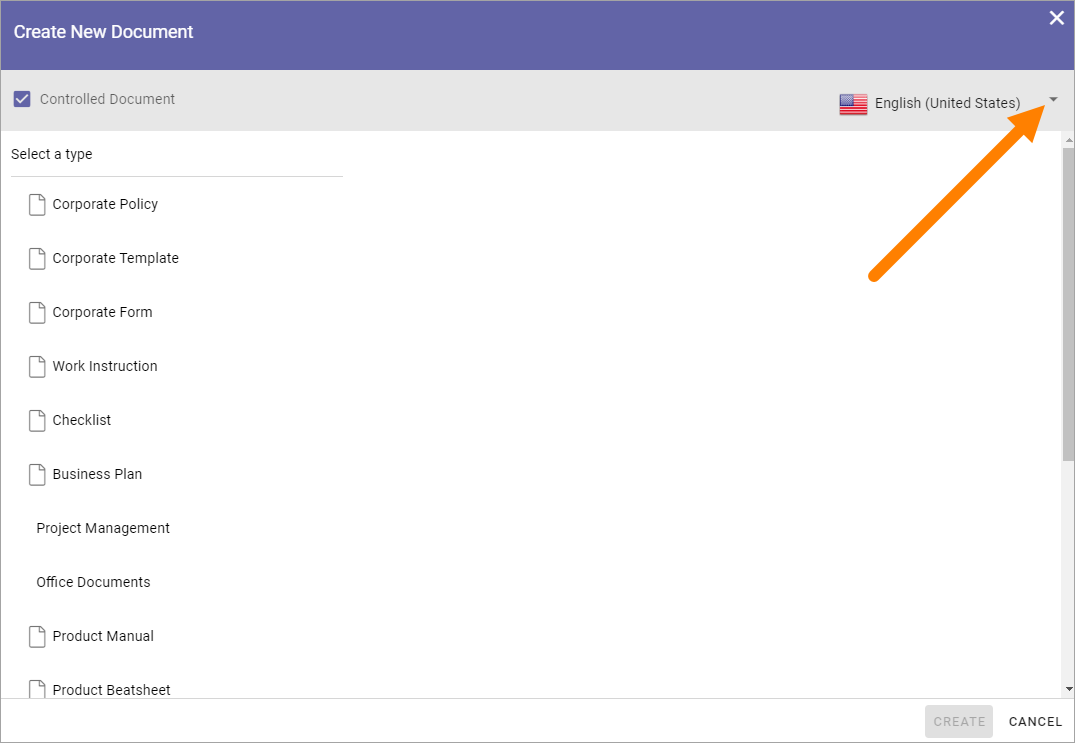 Create New Document
Controlled Document
English (United States)
Select a type
Corporate Policy
Corporate Template
Corporate Form
Work Instruction
Checklist
Business Plan
Project Management
Office Documents
Product Manual
Product Beatsheet
CREATE
CANCEL